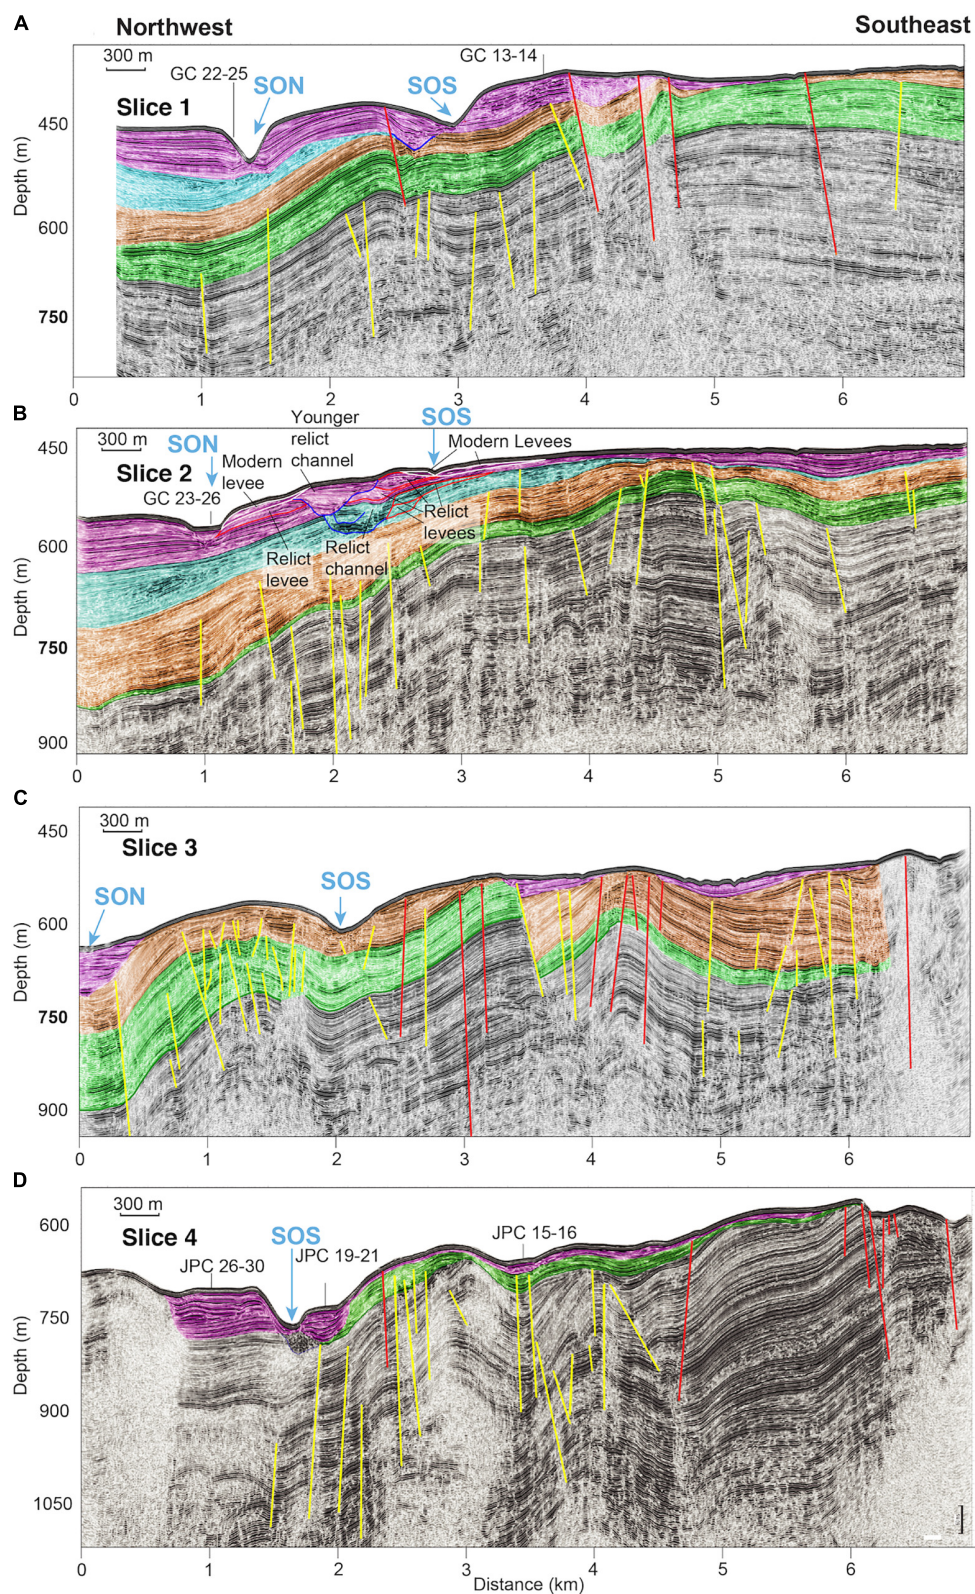 A
Northwest
Southeast
300 m
GC 22-25
SON
SOS
GC 13-14
Slice 1
Depth (m)
450
600
750
0 1 2 3 4 5 6
B
300 m
SON
Younger
relict
channel
SOS
Modern Levees
Slice 2
Modern
levee
GC 23-26
Relict
levees
Relict
levee
Relict
channel
Depth (m)
450
600
750
900
0 1 2 3 4 5 6
C
300 m
Slice 3
SON
SOS
Depth (m)
450
600
750
900
0 1 2 3 4 5 6
D
300 m
Slice 4
SOS
JPC 26-30
JPC 19-21
JPC 15-16
Depth (m)
600
750
900
1050
0 1 2 3 4 5 6
Distance (km)